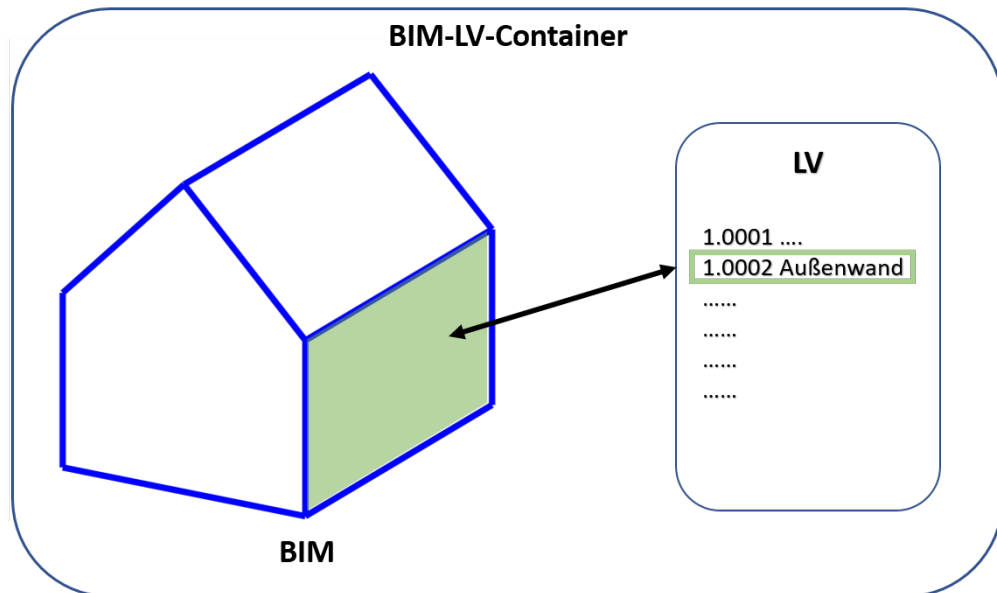 BIM-LV-Container
LV
1.0001 ....
1.0002 Außenwand
......
......
......
......
BIM